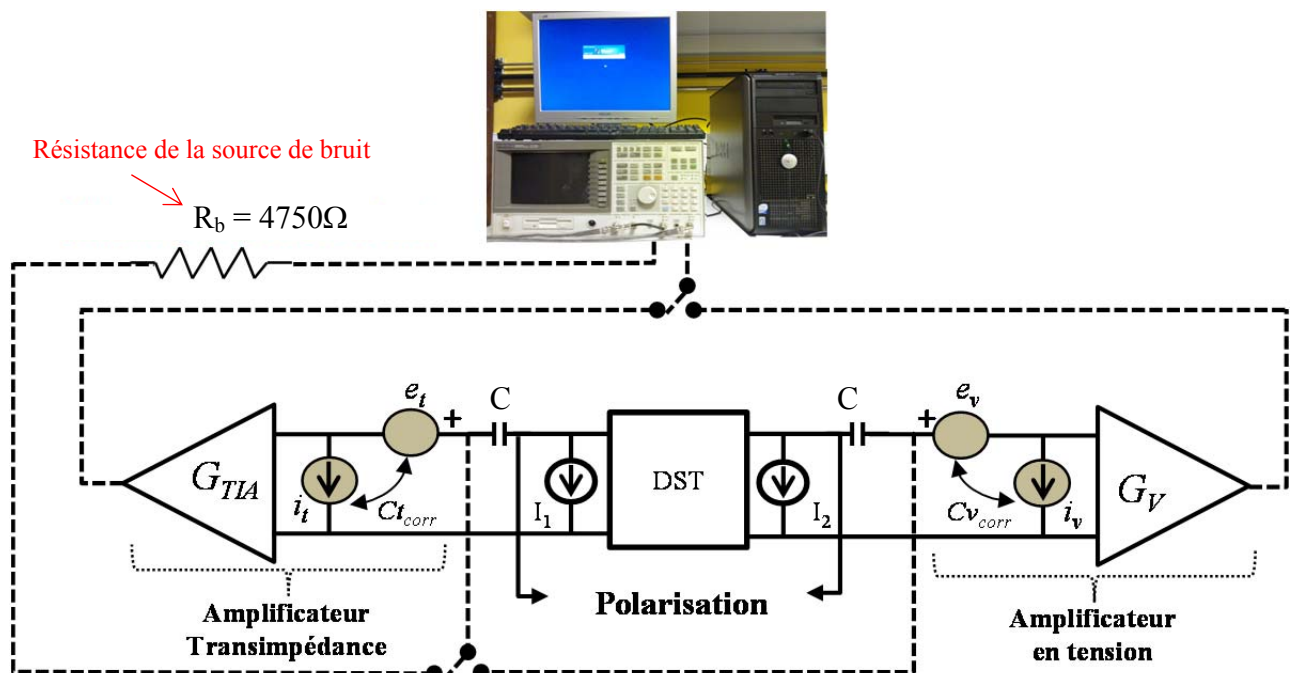 Résistance de la source de bruit
R_b = 4750Ω
e_t
+
C
C
e_v
+
G_TIA
i_t
Ct_corr
I_1
DST
I_2
Cv_corr
i_v
G_V
Polarisation
Amplificateur
Transimpédance
Amplificateur
en tension